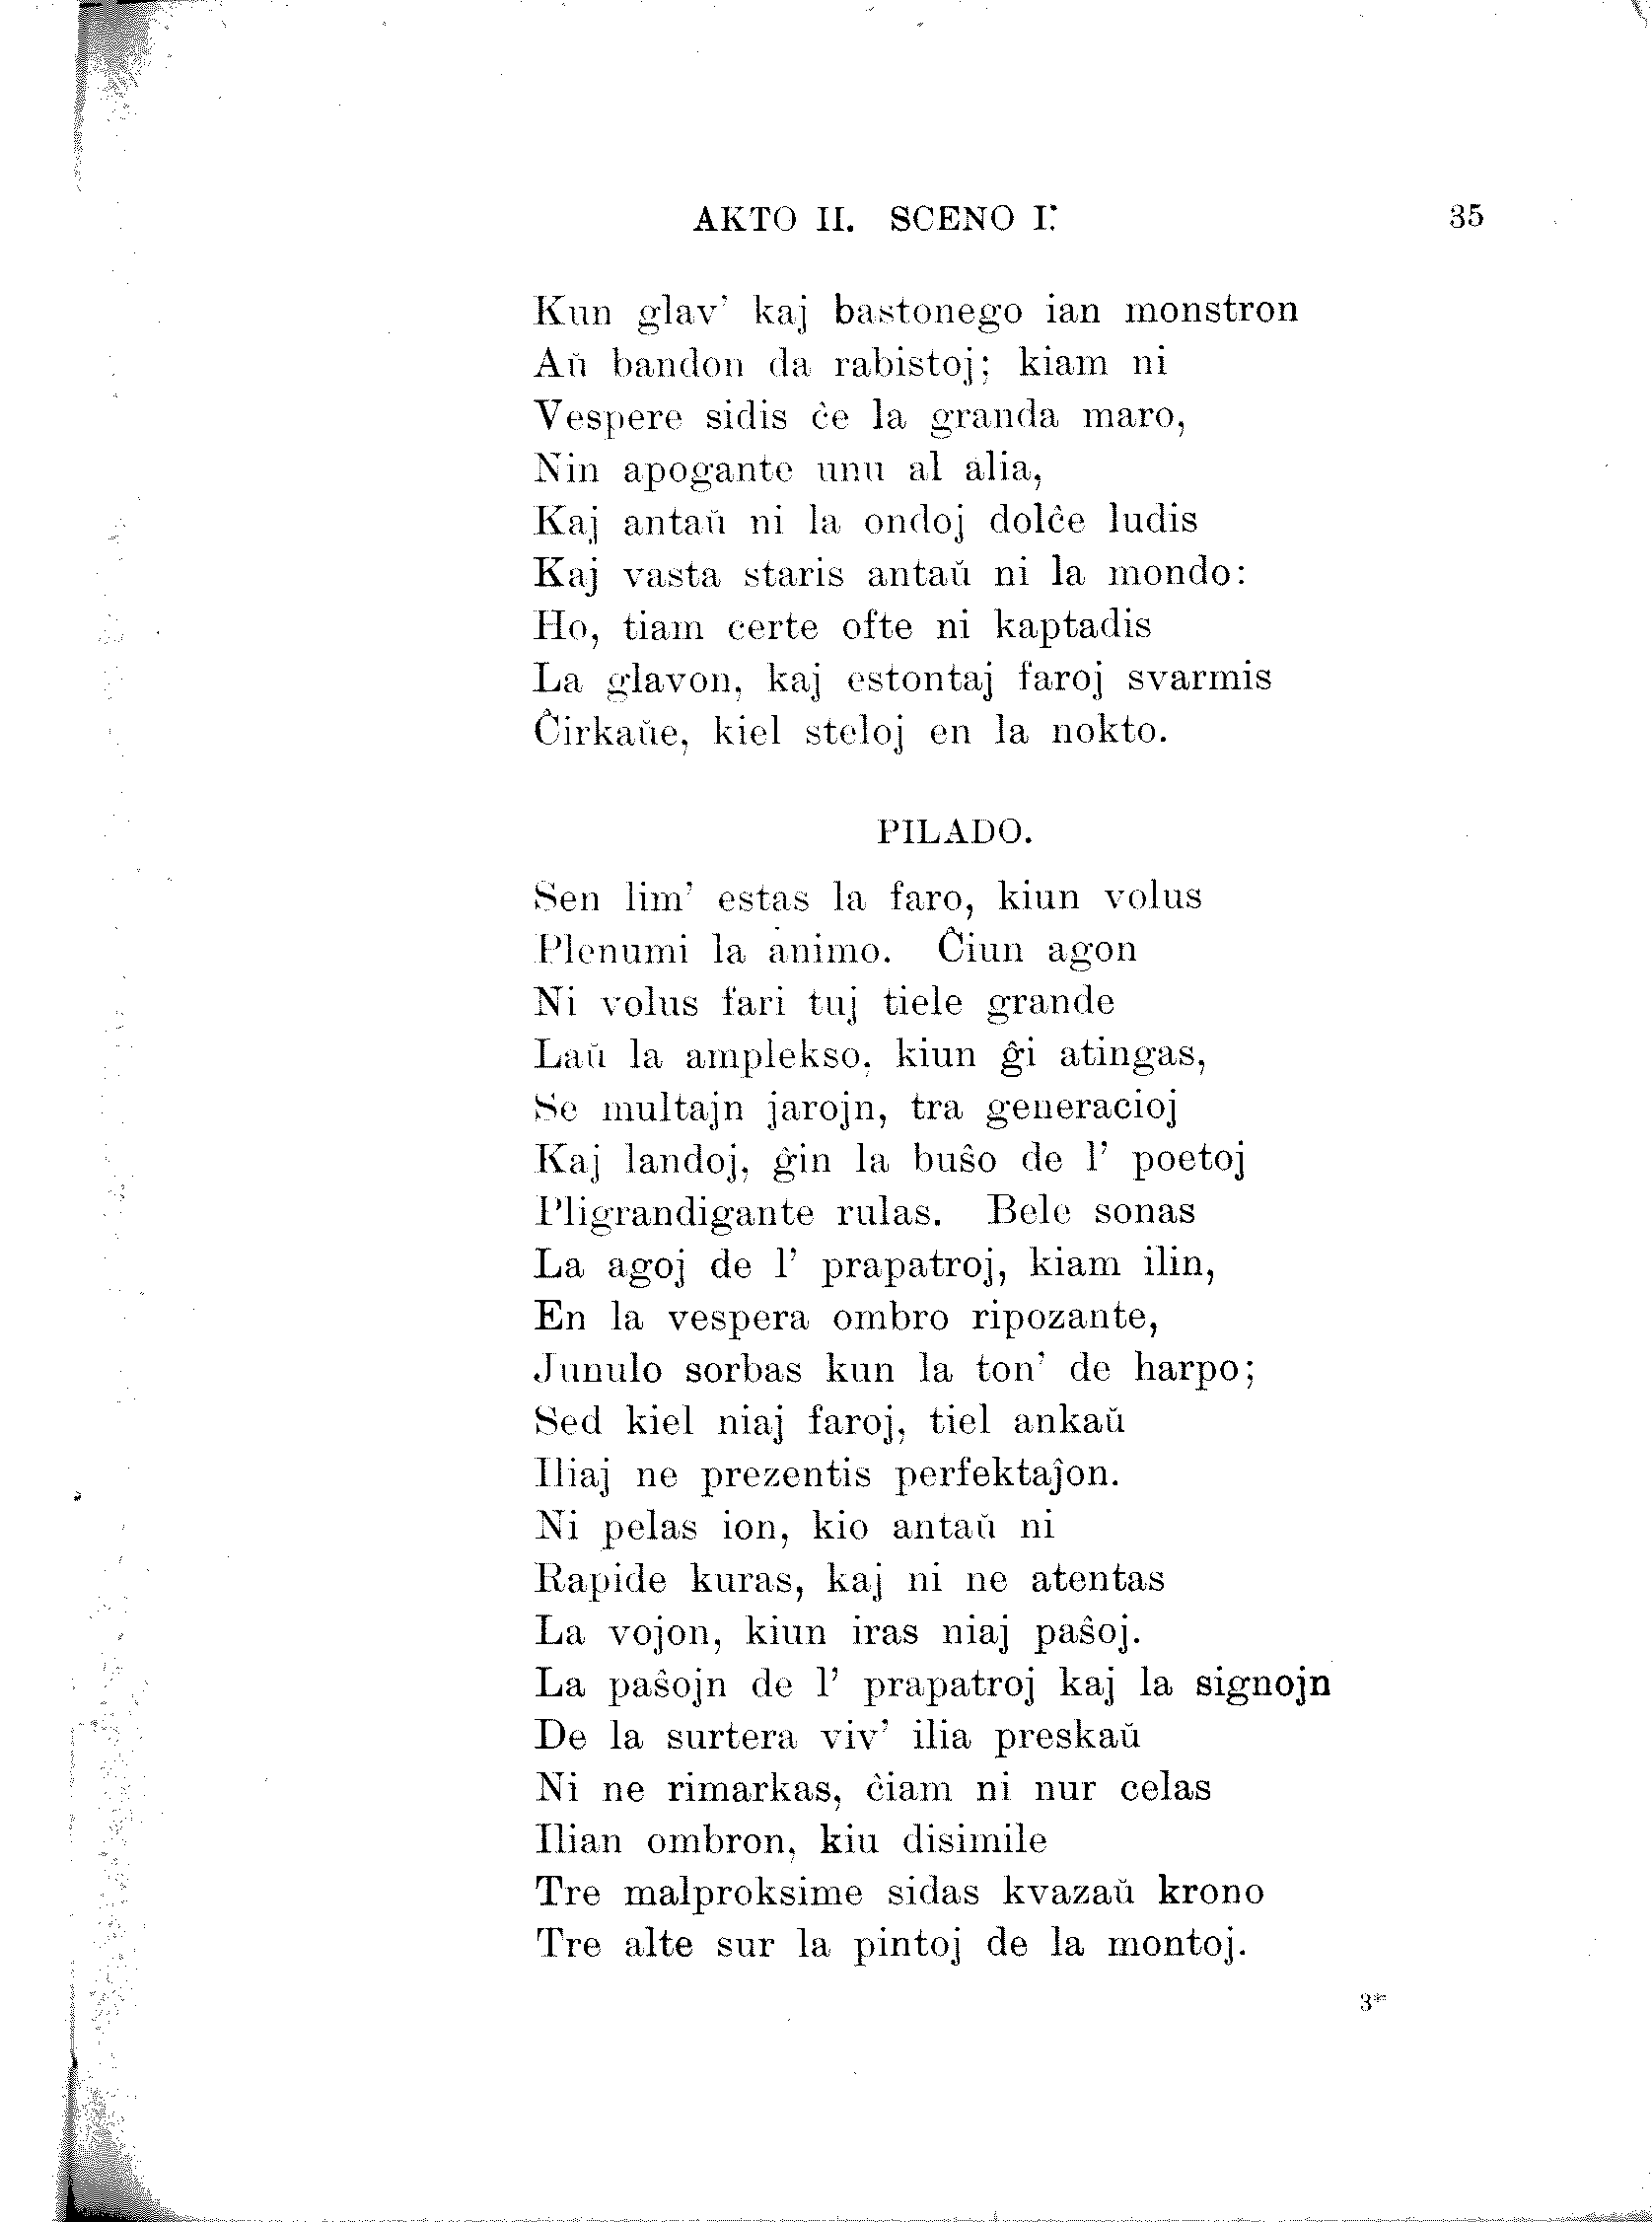 AKTO II. SCENO I.
35
Kun glav' kaj bastonego ian monstron
Aŭ bandon da rabistoj; kiam ni
Vespere sidis ĉe la granda maro,
Nin apogante unu al alia,
Kaj antaŭ ni la ondoj dolĉe ludis
Kaj vasta staris antaŭ ni la mondo:
Ho, tiam certe ofte ni kaptadis
La glavon, kaj estontaj faroj svarmis
Ĉirkaŭe, kiel steloj en la nokto.
PILADO.
Sen lim' estas la faro, kiun volus
Plenumi la animo. Ĉiun agon
Ni volus fari tuj tiele grande
Laŭ la amplekso, kiun ĝi atingas,
Se multajn jarojn, tra generacioj
Kaj landoj, ĝin la buŝo de l' poetoj
Pligrandigante rulas. Bele sonas
La agoj de l' prapatroj, kiam ilin,
En la vespera ombro ripozante,
Junulo sorbas kun la ton' de harpo;
Sed kiel niaj faroj, tiel ankaŭ
Iliaj ne prezentis perfektaĵon.
Ni pelas ion, kio antaŭ ni
Rapide kuras, kaj ni ne atentas
La vojon, kiun iras niaj paŝoj.
La paŝojn de l' prapatroj kaj la signojn
De la surtera viv' ilia preskaŭ
Ni ne rimarkas, ĉiam ni nur celas
Ilian ombron, kiu disimile
Tre malproksime sidas kvazaŭ krono
Tre alte sur la pintoj de la montoj.
3*